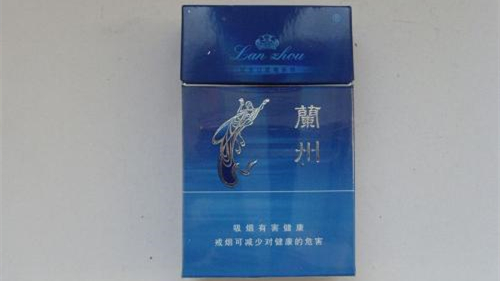 Lan zhou
蘭
州
吸烟有害健康
戒烟可减少对健康的危害